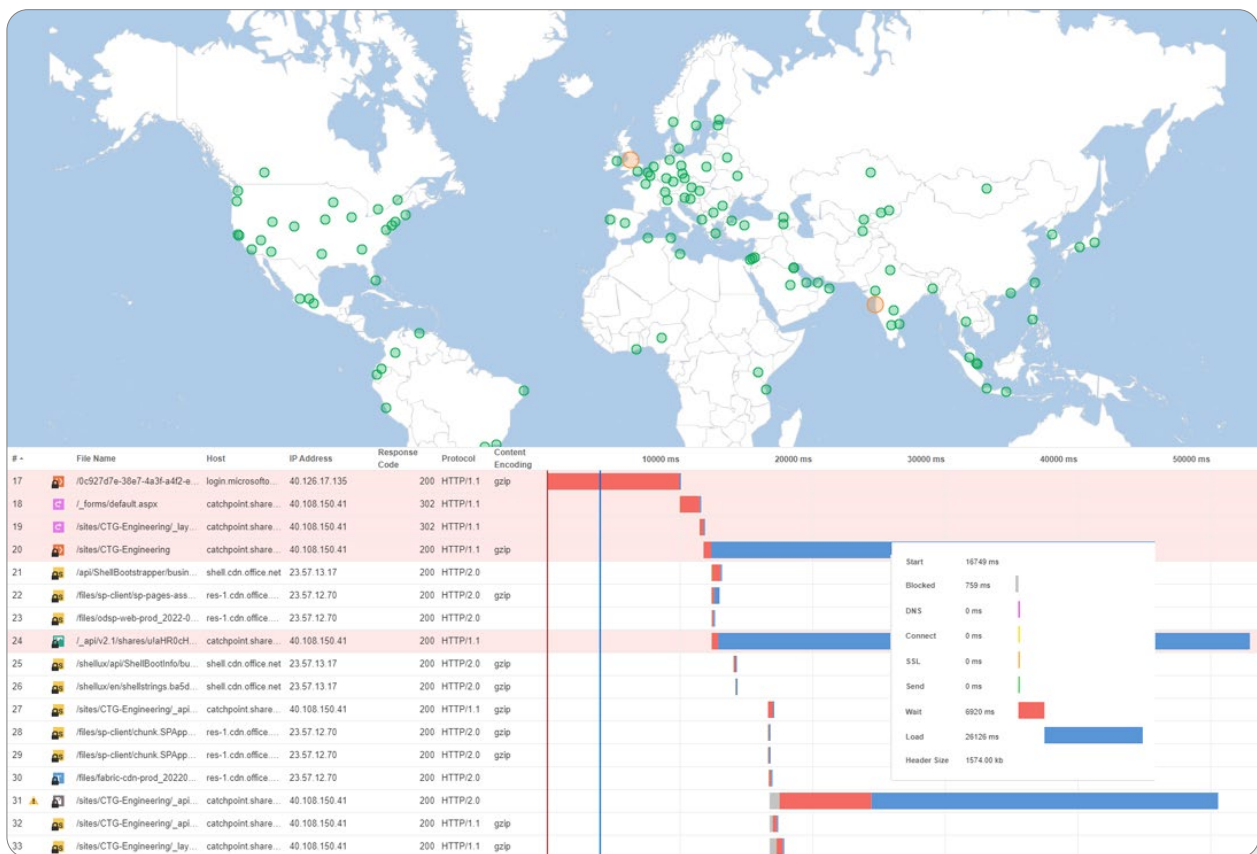 # File Name Host IP Address Response Code Protocol Content Encoding 10000 ms 20000 ms 30000 ms 40000 ms 50000 ms
17 /0c927d7e-38e7-4a3f-a4f2-e... login.microsofto... 40.126.17.135 200 HTTP/1.1 gzip
18 /_forms/default.aspx catchpoint.share... 40.108.150.41 302 HTTP/1.1
19 /sites/CTG-Engineering/_lay... catchpoint.share... 40.108.150.41 302 HTTP/1.1
20 /sites/CTG-Engineering catchpoint.share... 40.108.150.41 200 HTTP/1.1 gzip
21 /api/ShellBootstrapper/busin... shell.cdn.office.net 23.57.13.17 200 HTTP/2.0
22 /files/sp-client/sp-pages-ass... res-1.cdn.office.... 23.57.12.70 200 HTTP/2.0 gzip
23 /files/odsp-web-prod_2022-0... res-1.cdn.office.... 23.57.12.70 200 HTTP/2.0
24 /_api/v2.1/shares/u!aHR0cH... catchpoint.share... 40.108.150.41 200 HTTP/1.1 gzip
25 /shellux/api/ShellBootInfo/bu... shell.cdn.office.net 23.57.13.17 200 HTTP/2.0 gzip
26 /shellux/en/shellstrings.ba5d... shell.cdn.office.net 23.57.13.17 200 HTTP/2.0 gzip
27 /sites/CTG-Engineering/_api... catchpoint.share... 40.108.150.41 200 HTTP/1.1 gzip
28 /files/sp-client/chunk.SPApp... res-1.cdn.office.... 23.57.12.70 200 HTTP/2.0 gzip
29 /files/sp-client/chunk.SPApp... res-1.cdn.office.... 23.57.12.70 200 HTTP/2.0 gzip
30 /files/fabric-cdn-prod_20220... res-1.cdn.office.... 23.57.12.70 200 HTTP/2.0
31 /sites/CTG-Engineering/_api... catchpoint.share... 40.108.150.41 200 HTTP/2.0
32 /sites/CTG-Engineering/_api... catchpoint.share... 40.108.150.41 200 HTTP/1.1 gzip
33 /sites/CTG-Engineering/_lay... catchpoint.share... 40.108.150.41 200 HTTP/1.1 gzip
Start 16749 ms
Blocked 759 ms
DNS 0 ms
Connect 0 ms
SSL 0 ms
Send 0 ms
Wait 6920 ms
Load 26126 ms
Header Size 1574.00 kb